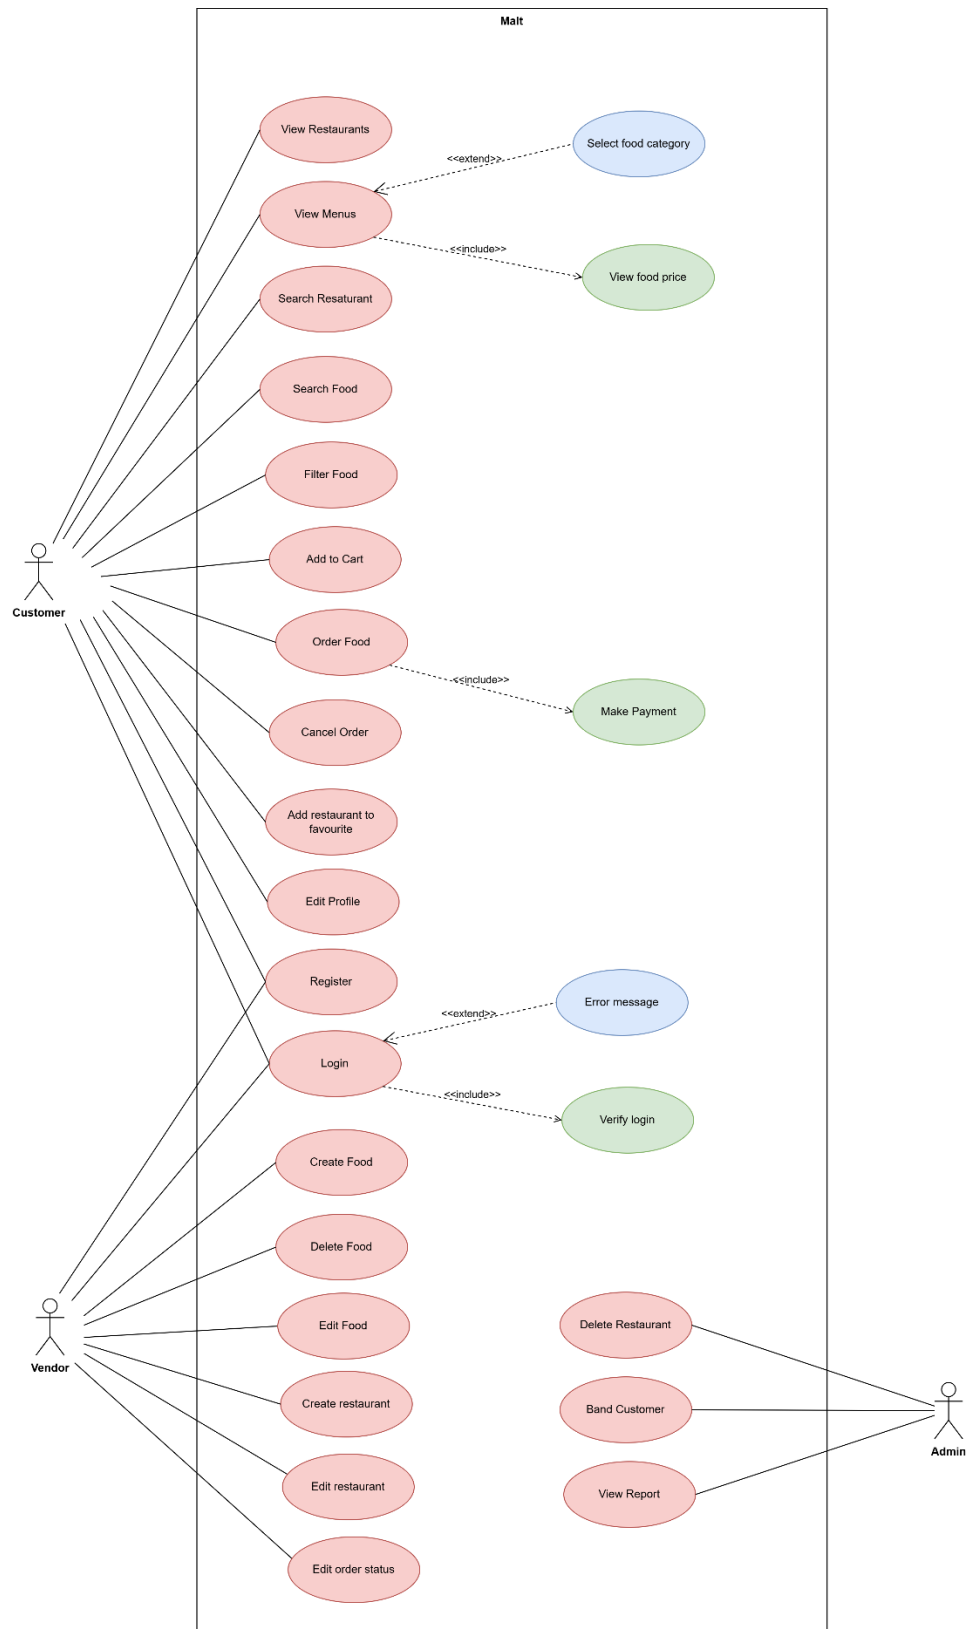 Malt
View Restaurants
Select food category
<<extend>>
View Menus
<<include>>
View food price
Search Resaturant
Search Food
Filter Food
Add to Cart
Customer
Order Food
<<include>>
Make Payment
Cancel Order
Add restaurant to
favourite
Edit Profile
Register
Error message
<<extend>>
Login
<<include>>
Verify login
Create Food
Delete Food
Edit Food
Delete Restaurant
Vendor
Create restaurant
Band Customer
Admin
Edit restaurant
View Report
Edit order status